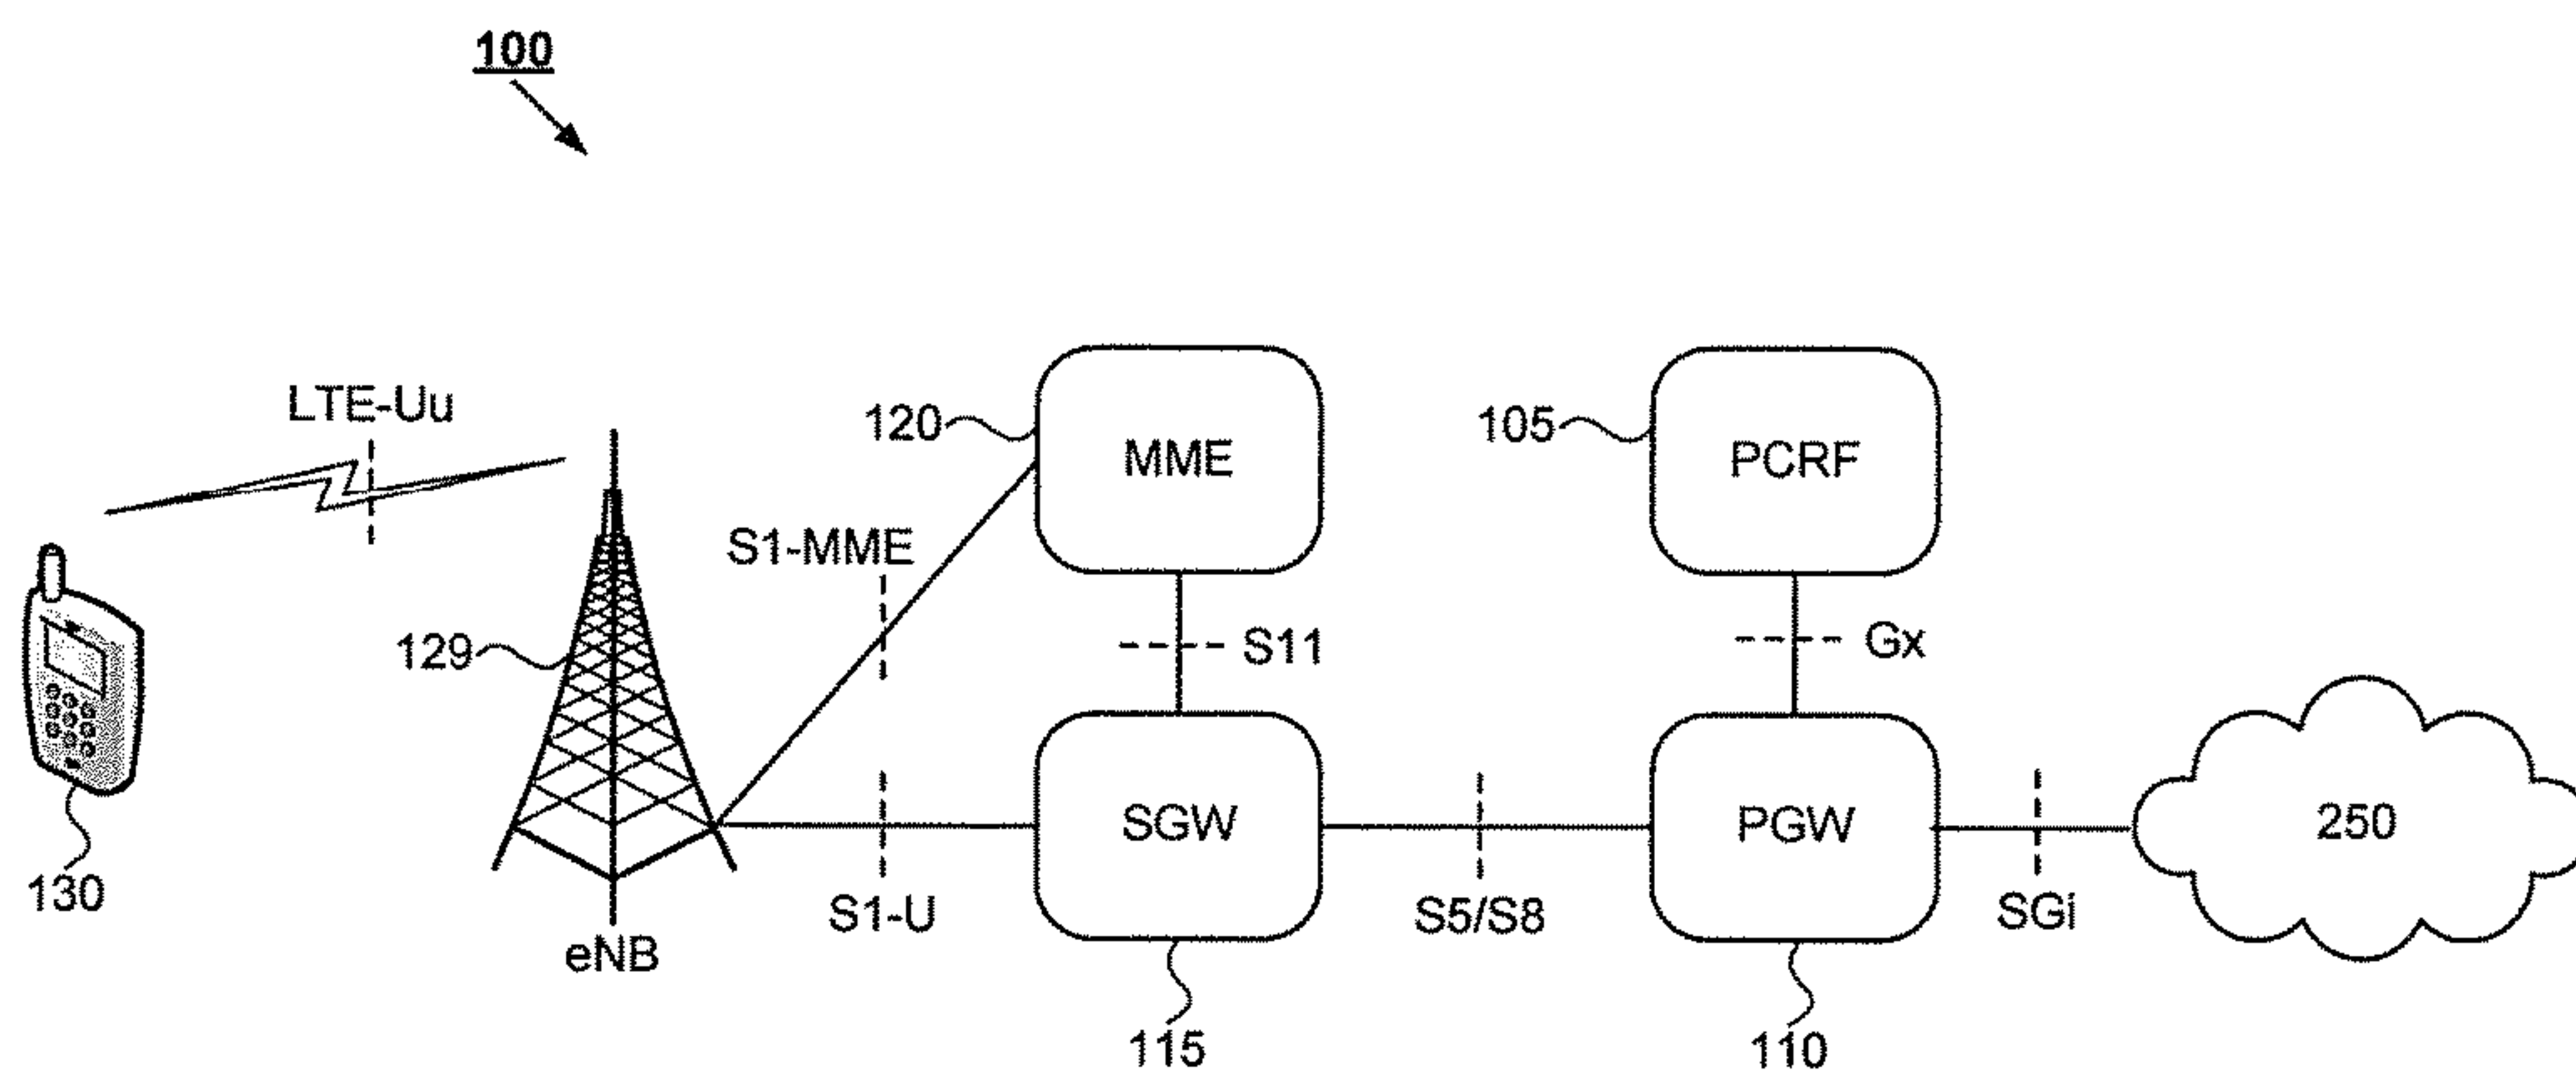 100
LTE-Uu
120
MME
105
PCRF
S1-MME
129
S11
Gx
130
eNB
S1-U
SGW
115
S5/S8
PGW
110
SGi
250